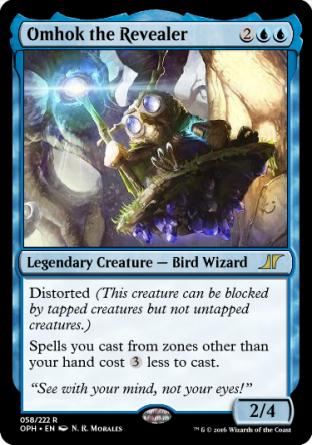 Omhok the Revealer 2
Legendary Creature — Bird Wizard
Distorted (This creature can be blocked
by tapped creatures but not untapped
creatures.)
Spells you cast from zones other than
your hand cost 3 less to cast.
“See with your mind, not your eyes!”
2/4
058/222 R
OPH • EN N. R. MORALES
™ & © 2016 Wizards of the Coast